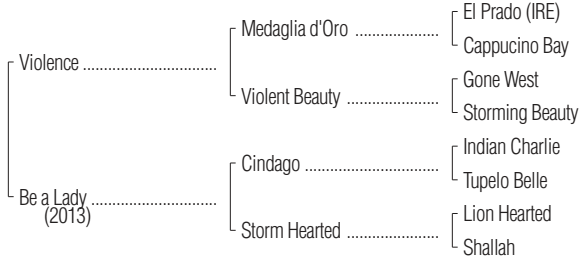 El Prado (IRE)
Medaglia d'Oro ....................
Cappucino Bay
Violence ................................
Gone West
Violent Beauty ......................
Storming Beauty
Indian Charlie
Cindago ................................
Tupelo Belle
Be a Lady ..............................
(2013)
Lion Hearted
Storm Hearted ......................
Shallah